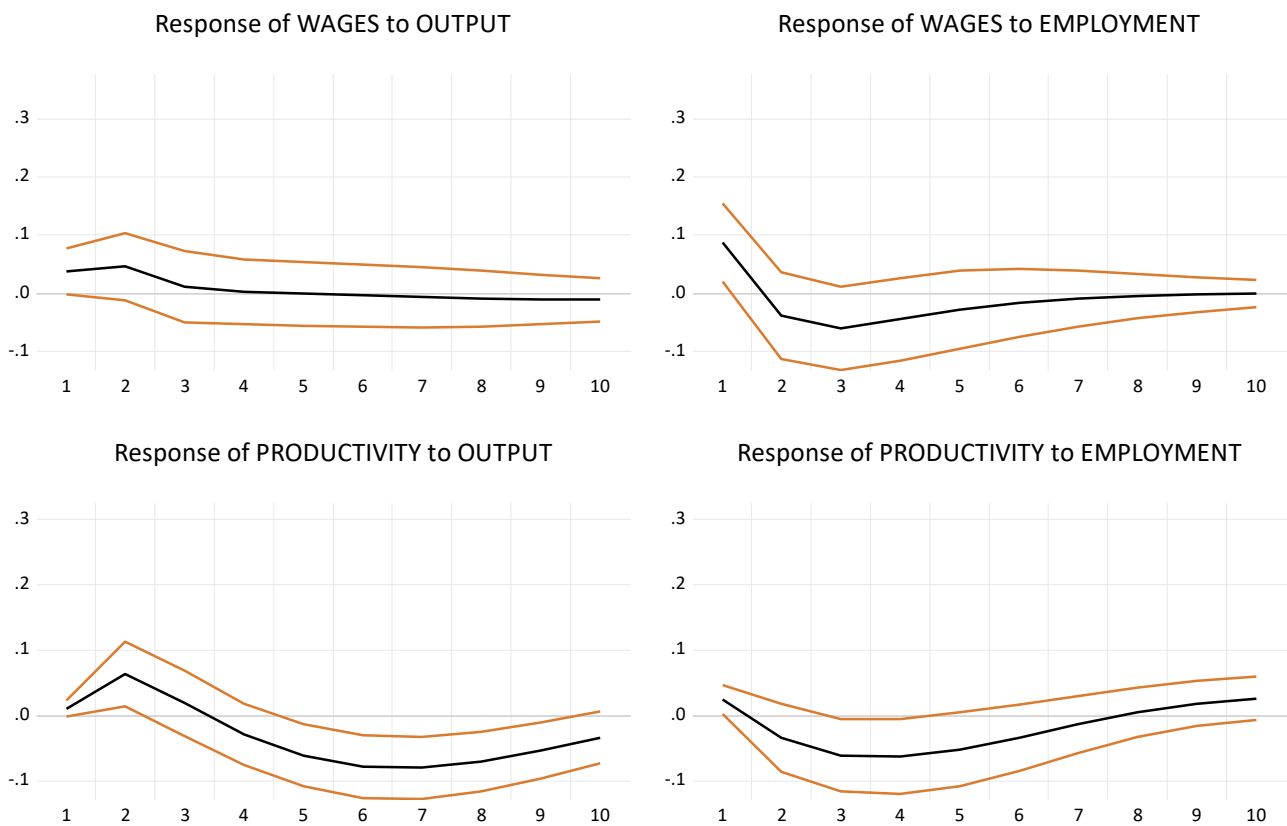 Response of WAGES to OUTPUT
.3
.2
.1
.0
-.1
1 2 3 4 5 6 7 8 9 10
Response of WAGES to EMPLOYMENT
.3
.2
.1
.0
-.1
1 2 3 4 5 6 7 8 9 10
Response of PRODUCTIVITY to OUTPUT
.3
.2
.1
.0
-.1
1 2 3 4 5 6 7 8 9 10
Response of PRODUCTIVITY to EMPLOYMENT
.3
.2
.1
.0
-.1
1 2 3 4 5 6 7 8 9 10